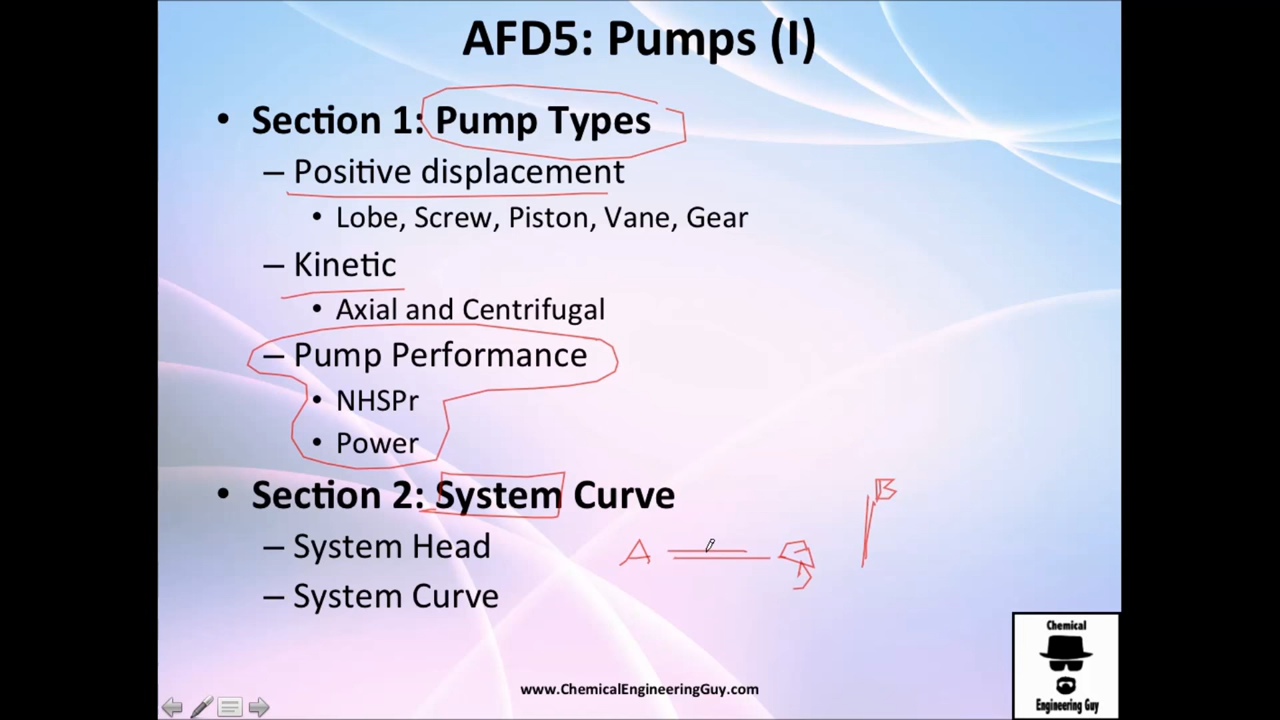 AFD5: Pumps (I)
• Section 1: Pump Types
– Positive displacement
• Lobe, Screw, Piston, Vane, Gear
– Kinetic
• Axial and Centrifugal
– Pump Performance
• NHSPr
• Power
• Section 2: System Curve
– System Head
– System Curve
A
B
www.ChemicalEngineeringGuy.com
Chemical
Engineering Guy